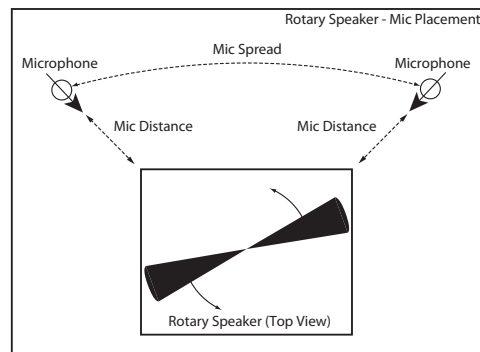 Rotary Speaker - Mic Placement
Mic Spread
Microphone
Microphone
Mic Distance
Mic Distance
Rotary Speaker (Top View)